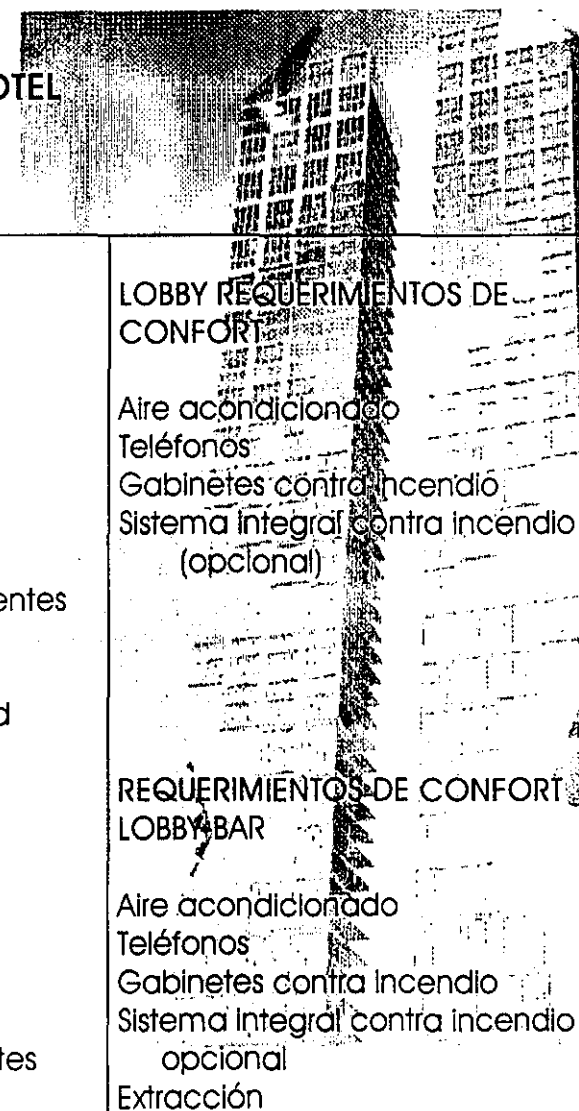 OTEL
entes
d
tes
LOBBY REQUERIMIENTOS DE
CONFORT
Aire acondicionado
Teléfonos
Gabinetes contra incendio
Sistema integral contra incendio
(opcional)
REQUERIMIENTOS DE CONFORT
LOBBY-BAR
Aire acondicionado
Teléfonos
Gabinetes contra incendio
Sistema integral contra incendio
opcional
Extracción